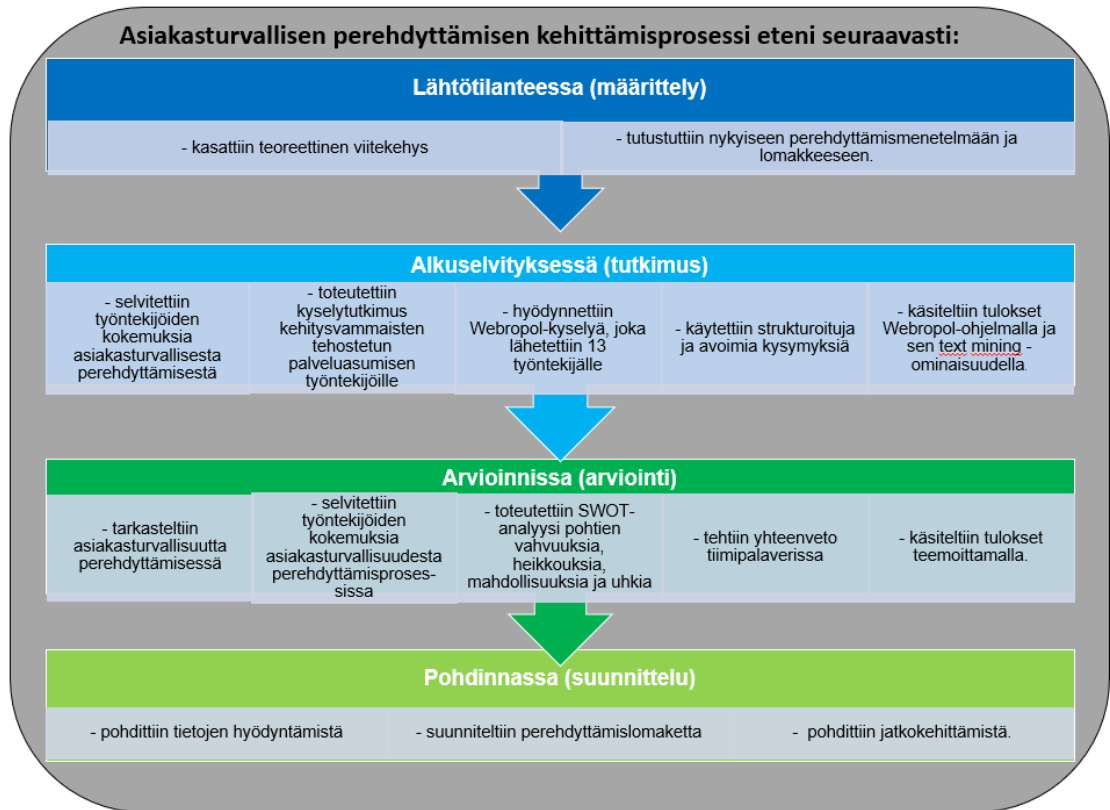 Asiakasturvallisen perehdyttämisen kehittämisprosessi eteni seuraavasti:
Lähtötilanteessa (määrittely)
- kasattiin teoreettinen viitekehys
- tutustuttiin nykyiseen perehdyttämismenetelmään ja
lomakkeeseen.
Alkuselvityksessä (tutkimus)
- selvitettiin
työntekijöiden
kokemuksia
asiakasturvallisesta
perehdyttämisestä
- toteutettiin
kyselytutkimus
kehitysvammaisten
tehostetun
palveluasumisen
työntekijöille
- hyödynnettiin
Webropol-kyselyä, joka
lähetettiin 13
työntekijälle
- käytettiin strukturoituja
ja avoimia kysymyksiä
- käsiteltiin tulokset
Webropol-ohjelmalla ja
sen text mining -
ominaisuudella.
Arvioinnissa (arviointi)
- tarkasteltiin
asiakasturvallisuutta
perehdyttämisessä
- selvitettiin
työntekijöiden
kokemuksia
asiakasturvallisuudesta
perehdyttämisproses-
sissa
- toteutettiin SWOT-
analyysi pohtien
vahvuuksia,
heikkouksia,
mahdollisuuksia ja uhkia
- tehtiin yhteenveto
tiimipalaverissa
- käsiteltiin tulokset
teemoittamalla.
Pohdinnassa (suunnittelu)
- pohdittiin tietojen hyödyntämistä
- suunniteltiin perehdyttämislomaketta
- pohdittiin jatkokehittämistä.